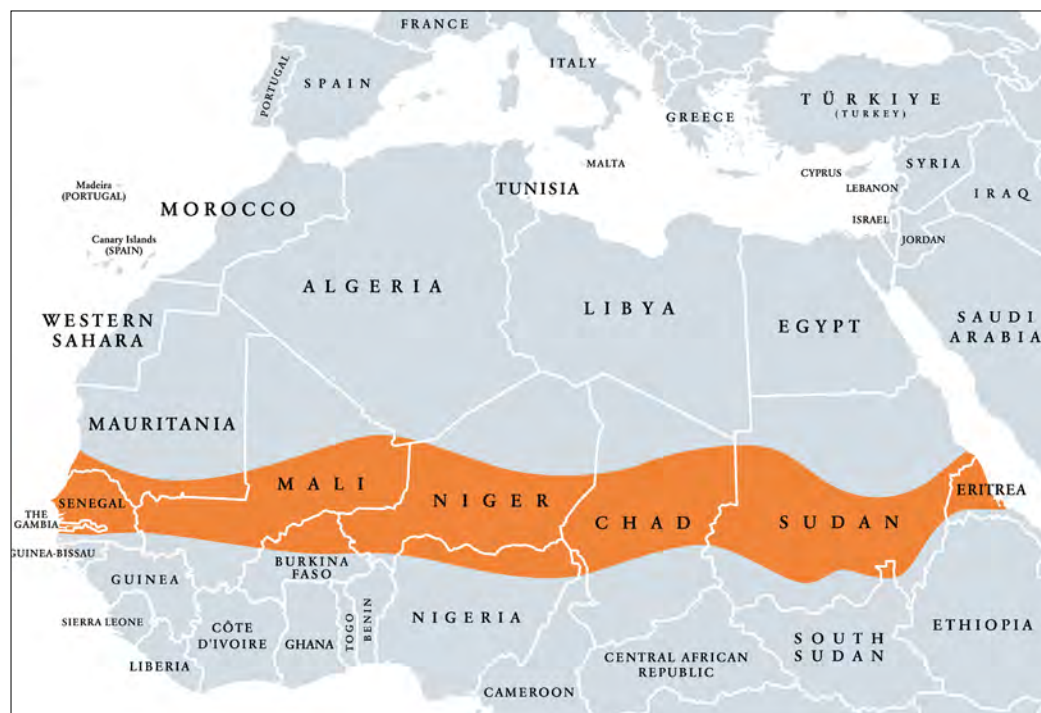 FRANCE
PORTUGAL
SPAIN
ITALY
GREECE
TÜRKİYE
(TURKEY)
MALTA
CYPRUS
SYRIA
LEBANON
IRAQ
ISRAEL
JORDAN
Madeira
(PORTUGAL)
MOROCCO
TUNISIA
Canary Islands
(SPAIN)
ALGERIA
LIBYA
EGYPT
SAUDI
ARABIA
WESTERN
SAHARA
MAURITANIA
MALI
NIGER
CHAD
SUDAN
ERITREA
SENEGAL
THE
GAMBIA
GUINEA-BISSAU
GUINEA
BURKINA
FASO
SIERRA LEONE
LIBERIA
CÔTE
D'IVOIRE
GHANA
TOGO
BENIN
NIGERIA
CAMEROON
CENTRAL AFRICAN
REPUBLIC
SOUTH
SUDAN
ETHIOPIA